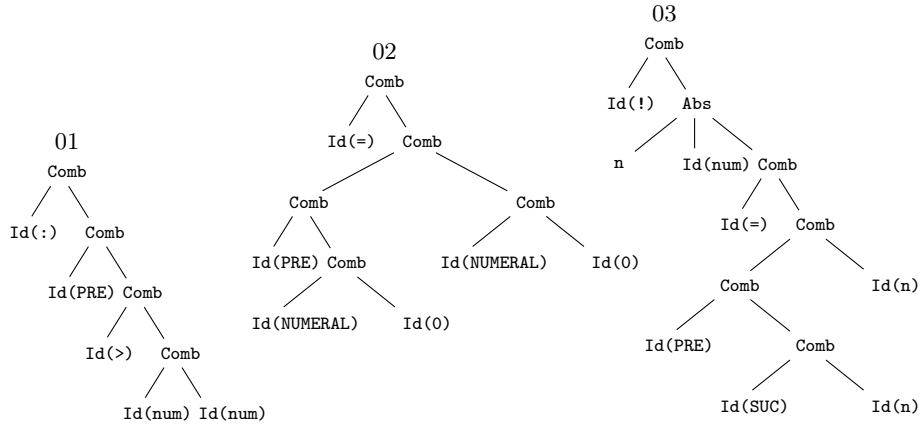 01
Comb
Id(:) Comb
Id(PRE) Comb
Id(>) Comb
Id(num) Id(num)
02
Comb
Id(=) Comb
Comb Comb
Id(PRE) Comb Id(NUMERAL) Id(0)
Id(NUMERAL) Id(0)
03
Comb
Id(!) Abs
n Id(num) Comb
Id(=) Comb
Comb Id(n)
Id(PRE) Comb
Id(SUC) Id(n)